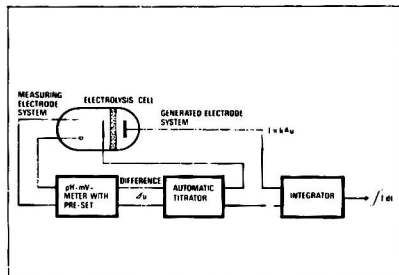 MEASURING
ELECTRODE
SYSTEM
ELECTROLYSIS CELL
GENERATED ELECTRODE
SYSTEM
DIFFERENCE
Δu
pH-mV-
METER WITH
PRE-SET
AUTOMATIC
TITRATOR
INTEGRATOR
∫I dt